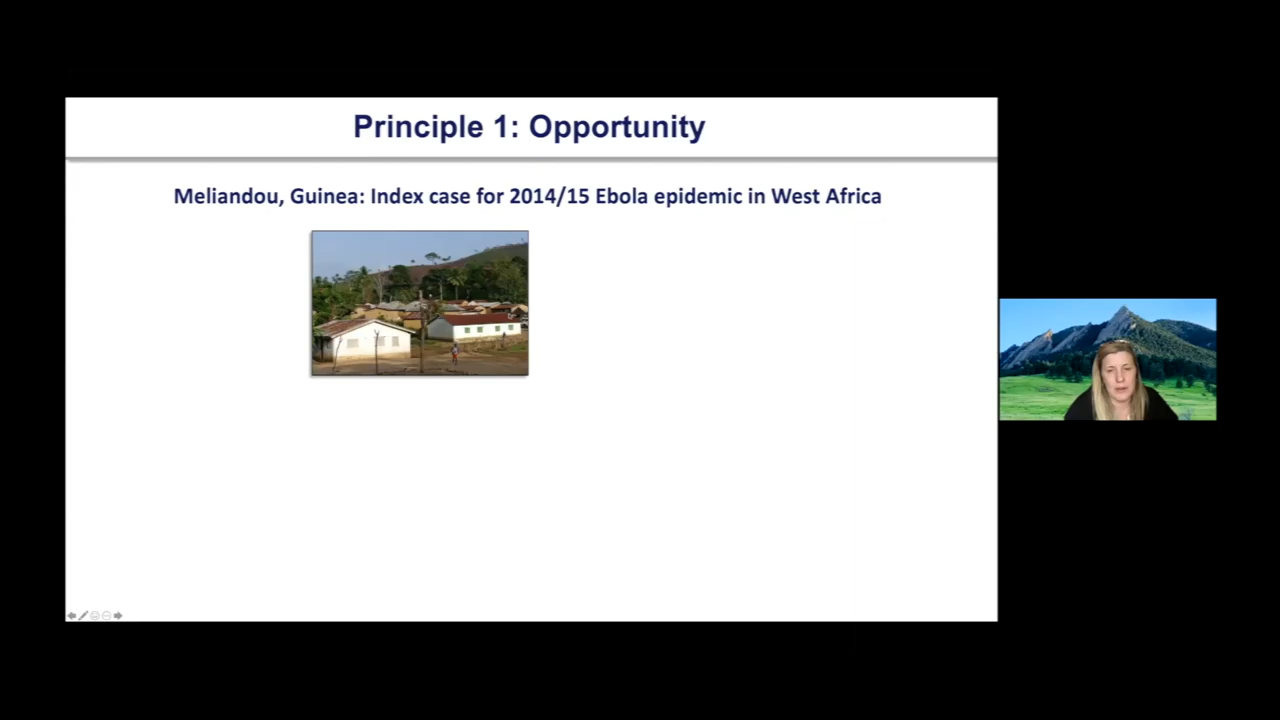 Principle 1: Opportunity
Meliandou, Guinea: Index case for 2014/15 Ebola epidemic in West Africa